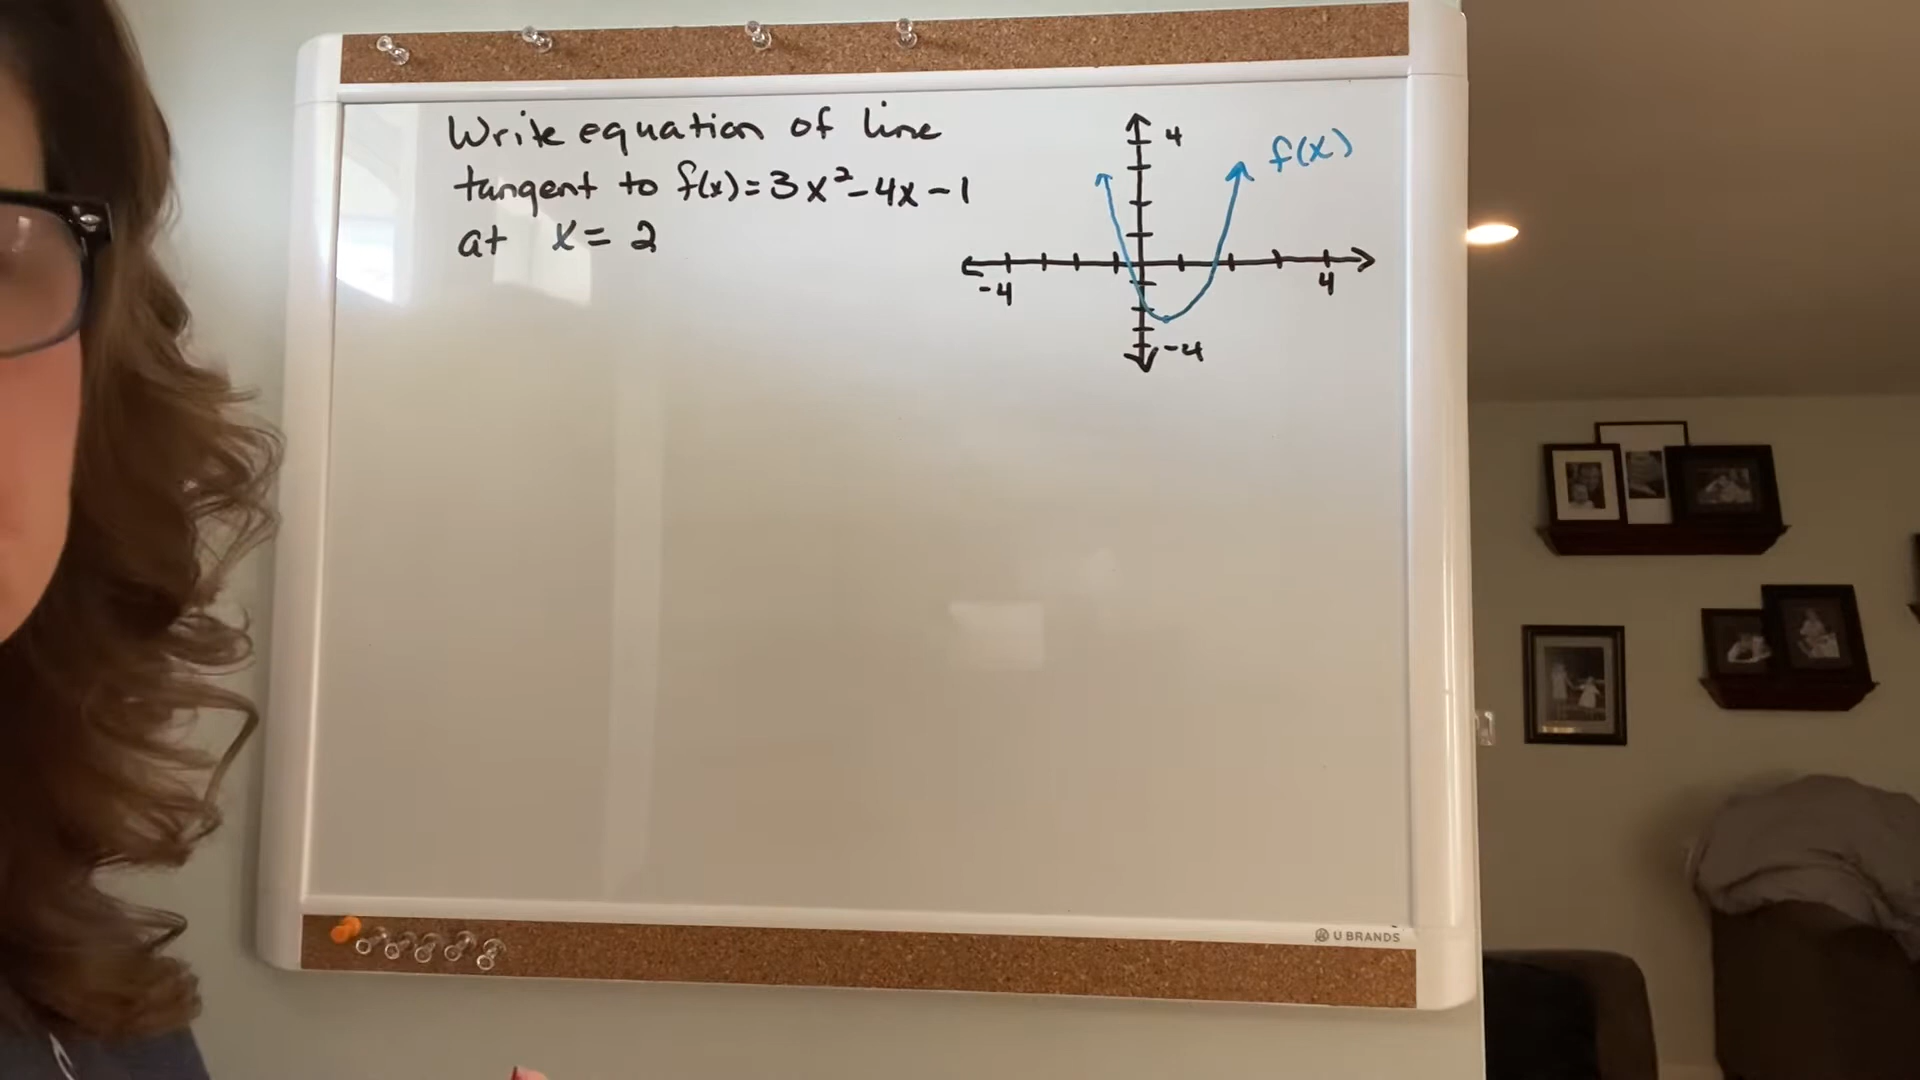 Write equation of line
tangent to f(x)=3x²-4x-1
at x=2
4
f(x)
-4
4
-4
U BRANDS